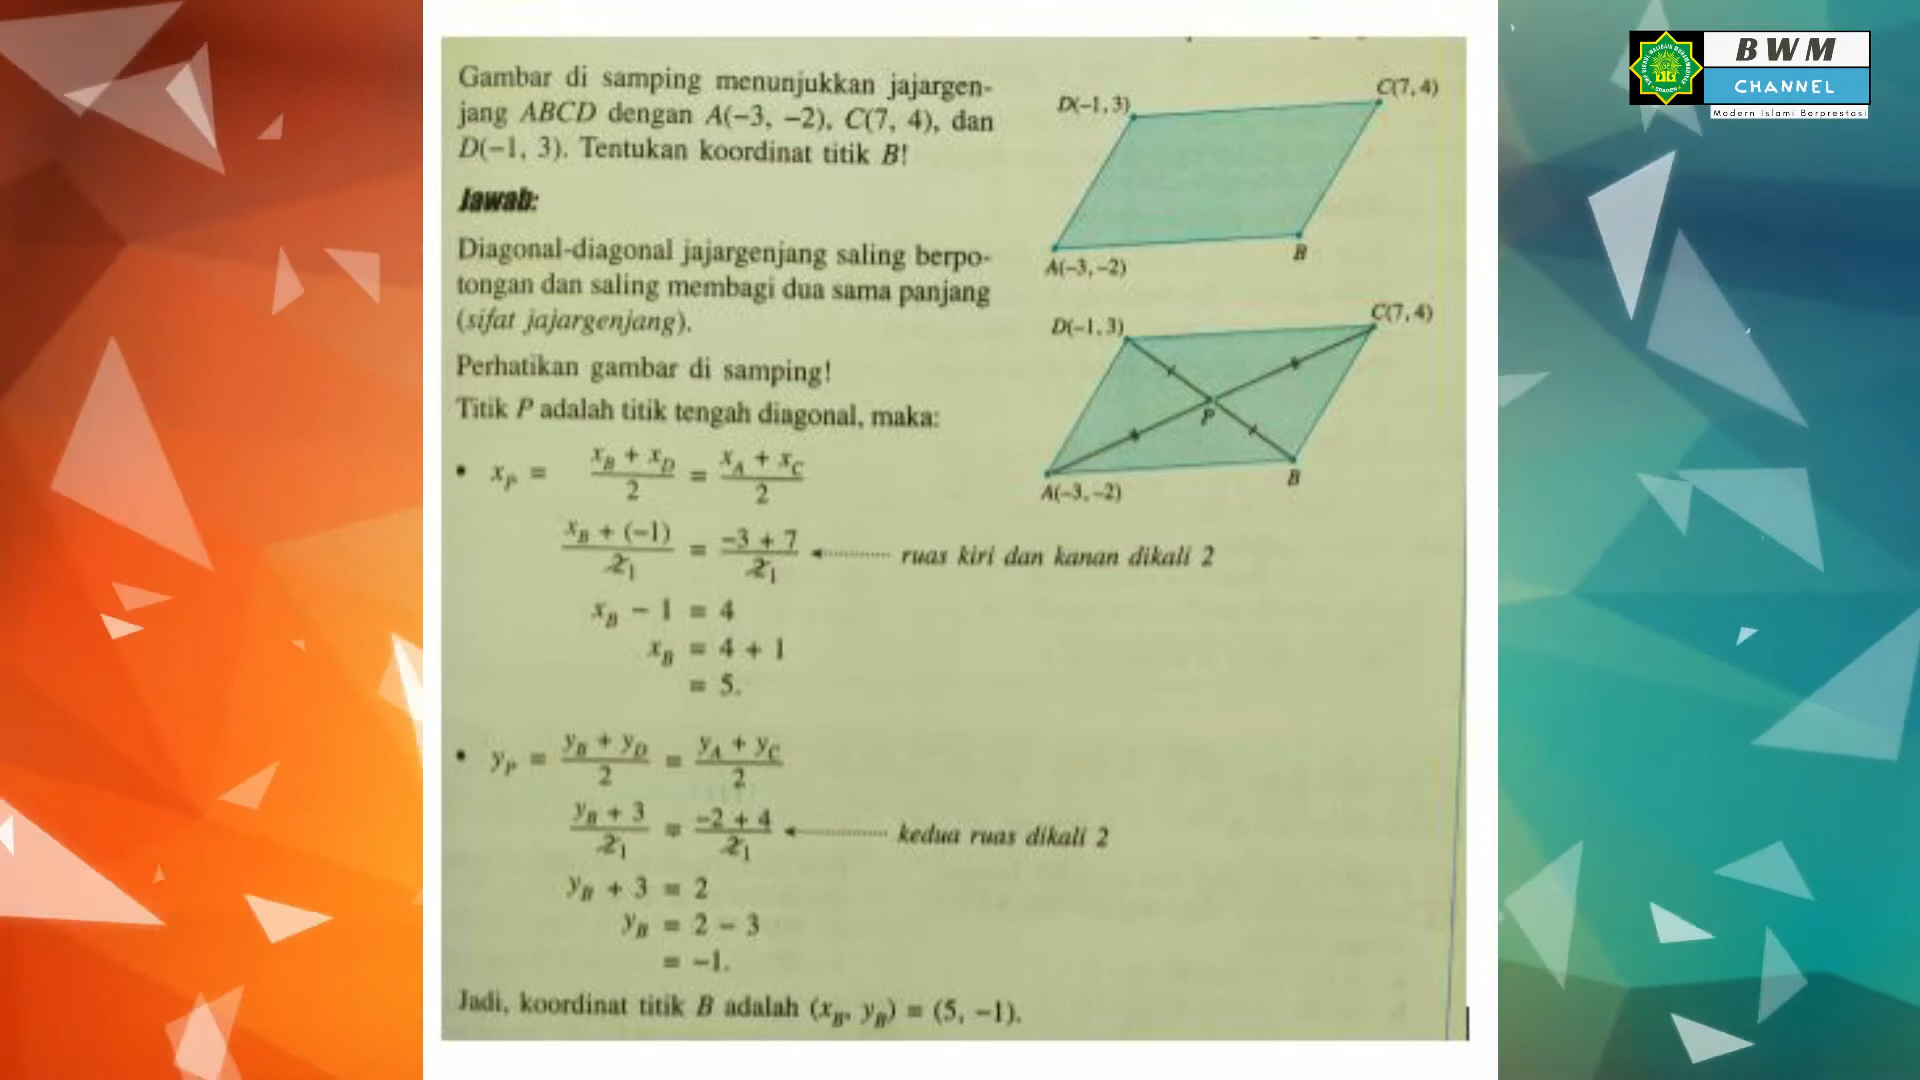 BWM
CHANNEL
Modern Islami Berprestasi
Gambar di samping menunjukkan jajargen-
jang ABCD dengan A(−3, −2), C(7, 4), dan
D(−1, 3). Tentukan koordinat titik B!
D(−1, 3)
C(7, 4)
A(−3, −2)
B
Jawab:
Diagonal-diagonal jajargenjang saling berpo-
tongan dan saling membagi dua sama panjang
(sifat jajargenjang).
Perhatikan gambar di samping!
Titik P adalah titik tengah diagonal, maka:
D(−1, 3)
C(7, 4)
P
A(−3, −2)
B
• x_P = (x_B + x_D)/2 = (x_A + x_C)/2
(x_B + (−1))/2 1 = (−3 + 7)/2 1 ruas kiri dan kanan dikali 2
x_B − 1 = 4
x_B = 4 + 1
= 5.
• y_P = (y_B + y_D)/2 = (y_A + y_C)/2
(y_B + 3)/2 1 = (−2 + 4)/2 1 kedua ruas dikali 2
y_B + 3 = 2
y_B = 2 − 3
= −1.
Jadi, koordinat titik B adalah (x_B, y_B) = (5, −1).